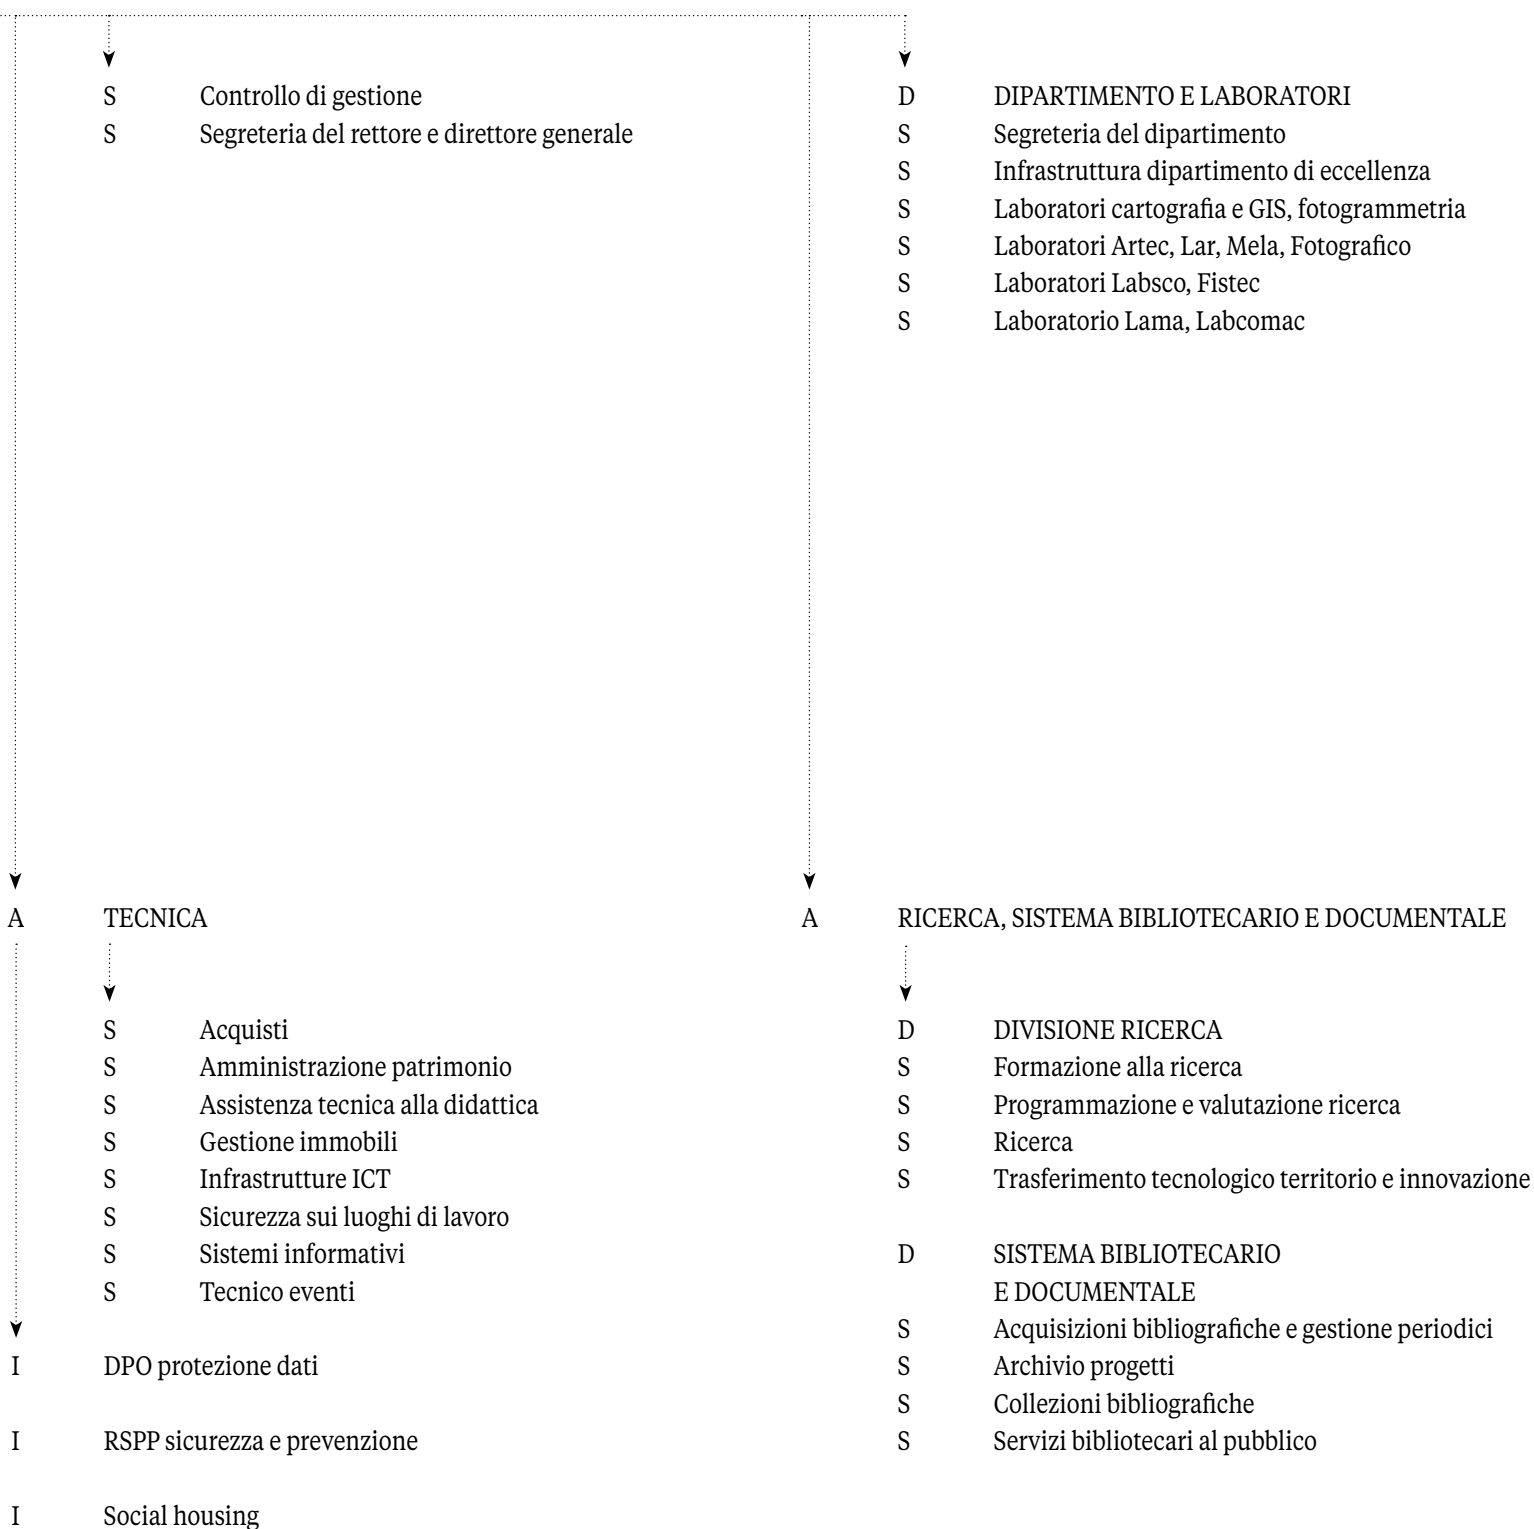 S Controllo di gestione
S Segreteria del rettore e direttore generale
D DIPARTIMENTO E LABORATORI
S Segreteria del dipartimento
S Infrastruttura dipartimento di eccellenza
S Laboratori cartografia e GIS, fotogrammetria
S Laboratori Artec, Lar, Mela, Fotografico
S Laboratori Labsco, Fistec
S Laboratorio Lama, Labcomac
A TECNICA
S Acquisti
S Amministrazione patrimonio
S Assistenza tecnica alla didattica
S Gestione immobili
S Infrastrutture ICT
S Sicurezza sui luoghi di lavoro
S Sistemi informativi
S Tecnico eventi
I DPO protezione dati
I RSPP sicurezza e prevenzione
I Social housing
A RICERCA, SISTEMA BIBLIOTECARIO E DOCUMENTALE
D DIVISIONE RICERCA
S Formazione alla ricerca
S Programmazione e valutazione ricerca
S Ricerca
S Trasferimento tecnologico territorio e innovazione
D SISTEMA BIBLIOTECARIO
E DOCUMENTALE
S Acquisizioni bibliografiche e gestione periodici
S Archivio progetti
S Collezioni bibliografiche
S Servizi bibliotecari al pubblico